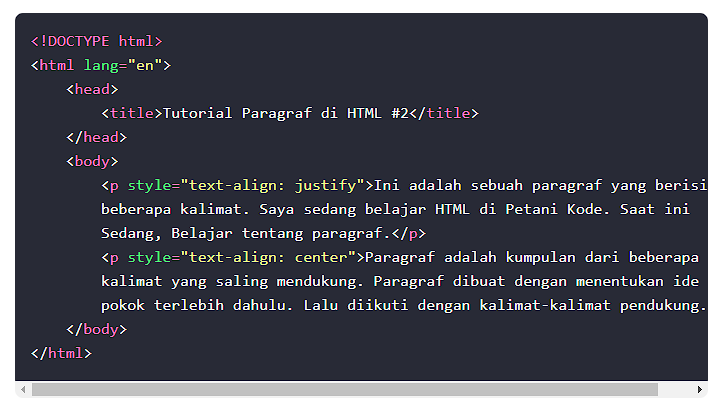 <!DOCTYPE html>
<html lang="en">
    <head>
        <title>Tutorial Paragraf di HTML #2</title>
    </head>
    <body>
        <p style="text-align: justify">Ini adalah sebuah paragraf yang berisi
        beberapa kalimat. Saya sedang belajar HTML di Petani Kode. Saat ini
        Sedang, Belajar tentang paragraf.</p>
        <p style="text-align: center">Paragraf adalah kumpulan dari beberapa
        kalimat yang saling mendukung. Paragraf dibuat dengan menentukan ide
        pokok terlebih dahulu. Lalu diikuti dengan kalimat-kalimat pendukung.
    </body>
</html>